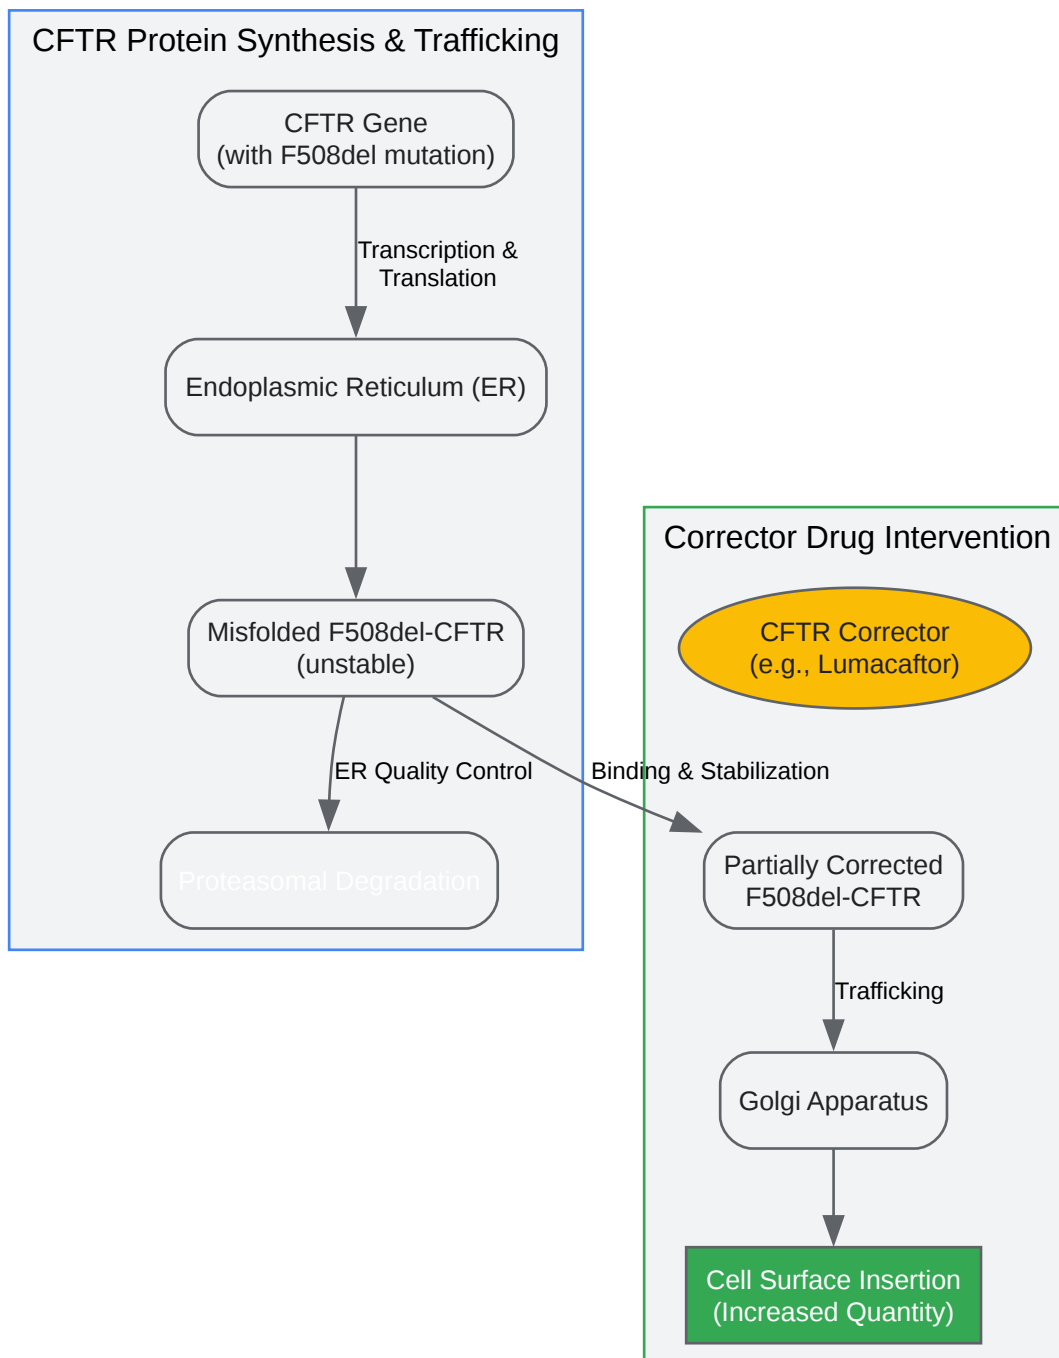 CFTR Protein Synthesis & Trafficking
CFTR Gene
(with F508del mutation)
Transcription &
Translation
Endoplasmic Reticulum (ER)
Misfolded F508del-CFTR
(unstable)
ER Quality Control
Proteasomal Degradation
Corrector Drug Intervention
CFTR Corrector
(e.g., Lumacaftor)
Binding & Stabilization
Partially Corrected
F508del-CFTR
Trafficking
Golgi Apparatus
Cell Surface Insertion
(Increased Quantity)